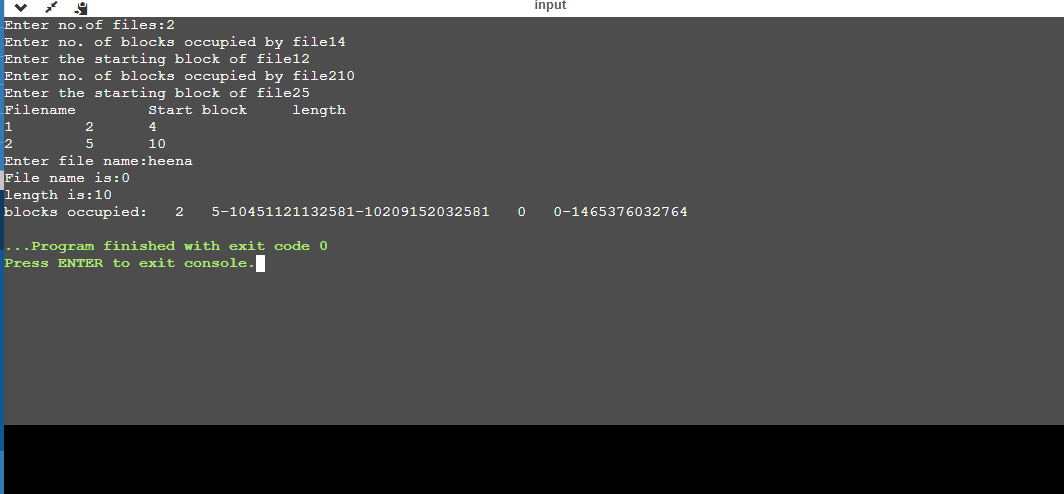 input
Enter no.of files:2
Enter no. of blocks occupied by file14
Enter the starting block of file12
Enter no. of blocks occupied by file210
Enter the starting block of file25
Filename        Start block     length
1        2      4
2        5      10
Enter file name:heena
File name is:0
length is:10
blocks occupied:   2   5-10451121132581-10209152032581   0   0-1465376032764
...Program finished with exit code 0
Press ENTER to exit console.